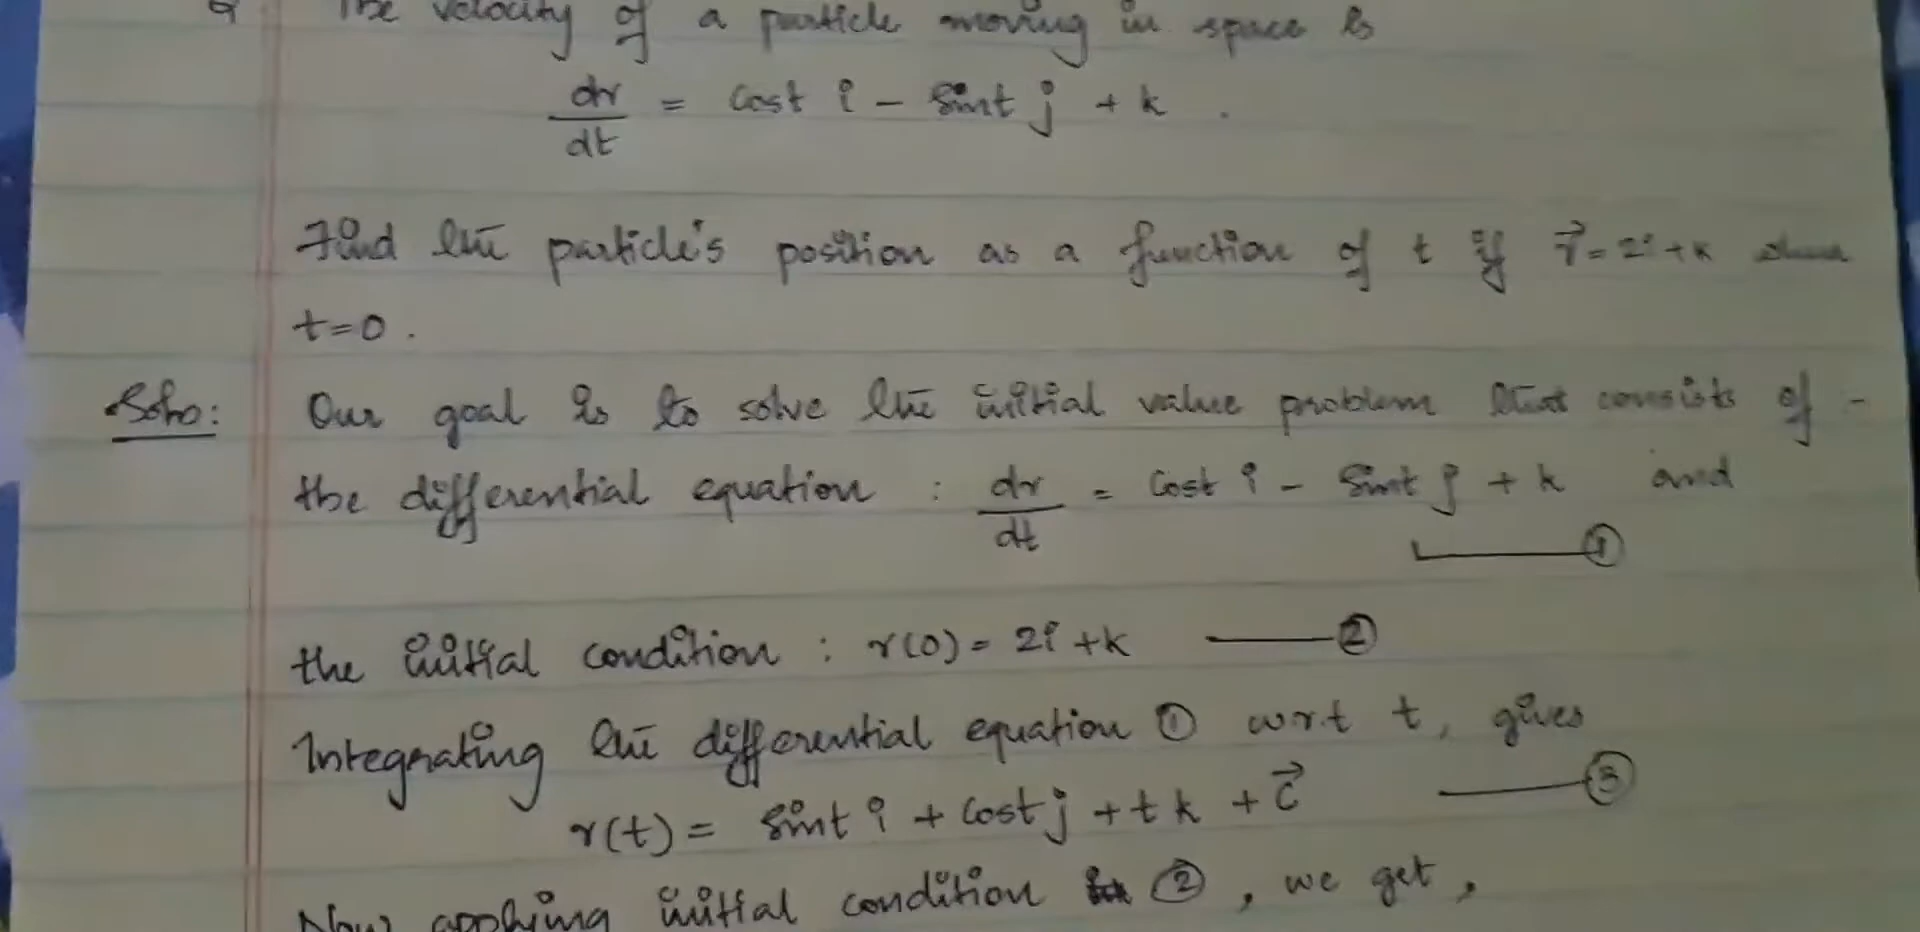 The velocity of a particle moving in space is
dr/dt = cost i - sint j + k .
Find the particle's position as a function of t if r⃗ = 2i + k when
t=0 .
Soln: Our goal is to solve the initial value problem that consists of -
the differential equation : dr/dt = cost i - sint j + k and
①
the initial condition : r(0) = 2i + k —— ②
Integrating the differential equation ① wrt t, gives
r(t) = sint i + cost j + t k + c⃗ —— ③
Now applying initial condition ② , we get ,